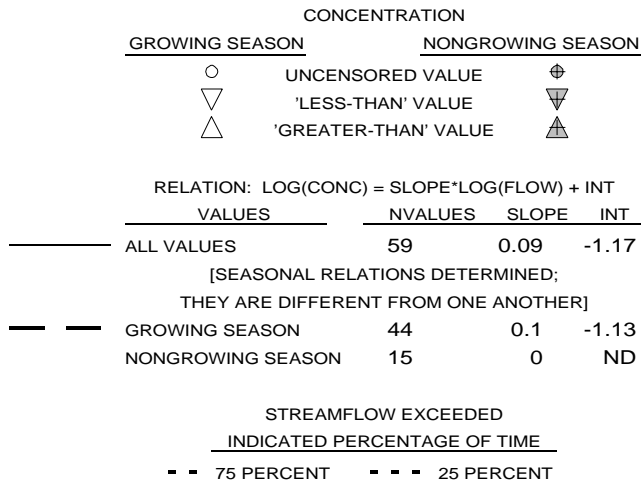 CONCENTRATION
GROWING SEASON NONGROWING SEASON
UNCENSORED VALUE
'LESS-THAN' VALUE
'GREATER-THAN' VALUE
RELATION: LOG(CONC) = SLOPE*LOG(FLOW) + INT
VALUES NVALUES SLOPE INT
ALL VALUES 59 0.09 -1.17
[SEASONAL RELATIONS DETERMINED;
THEY ARE DIFFERENT FROM ONE ANOTHER]
GROWING SEASON 44 0.1 -1.13
NONGROWING SEASON 15 0 ND
STREAMFLOW EXCEEDED
INDICATED PERCENTAGE OF TIME
75 PERCENT 25 PERCENT